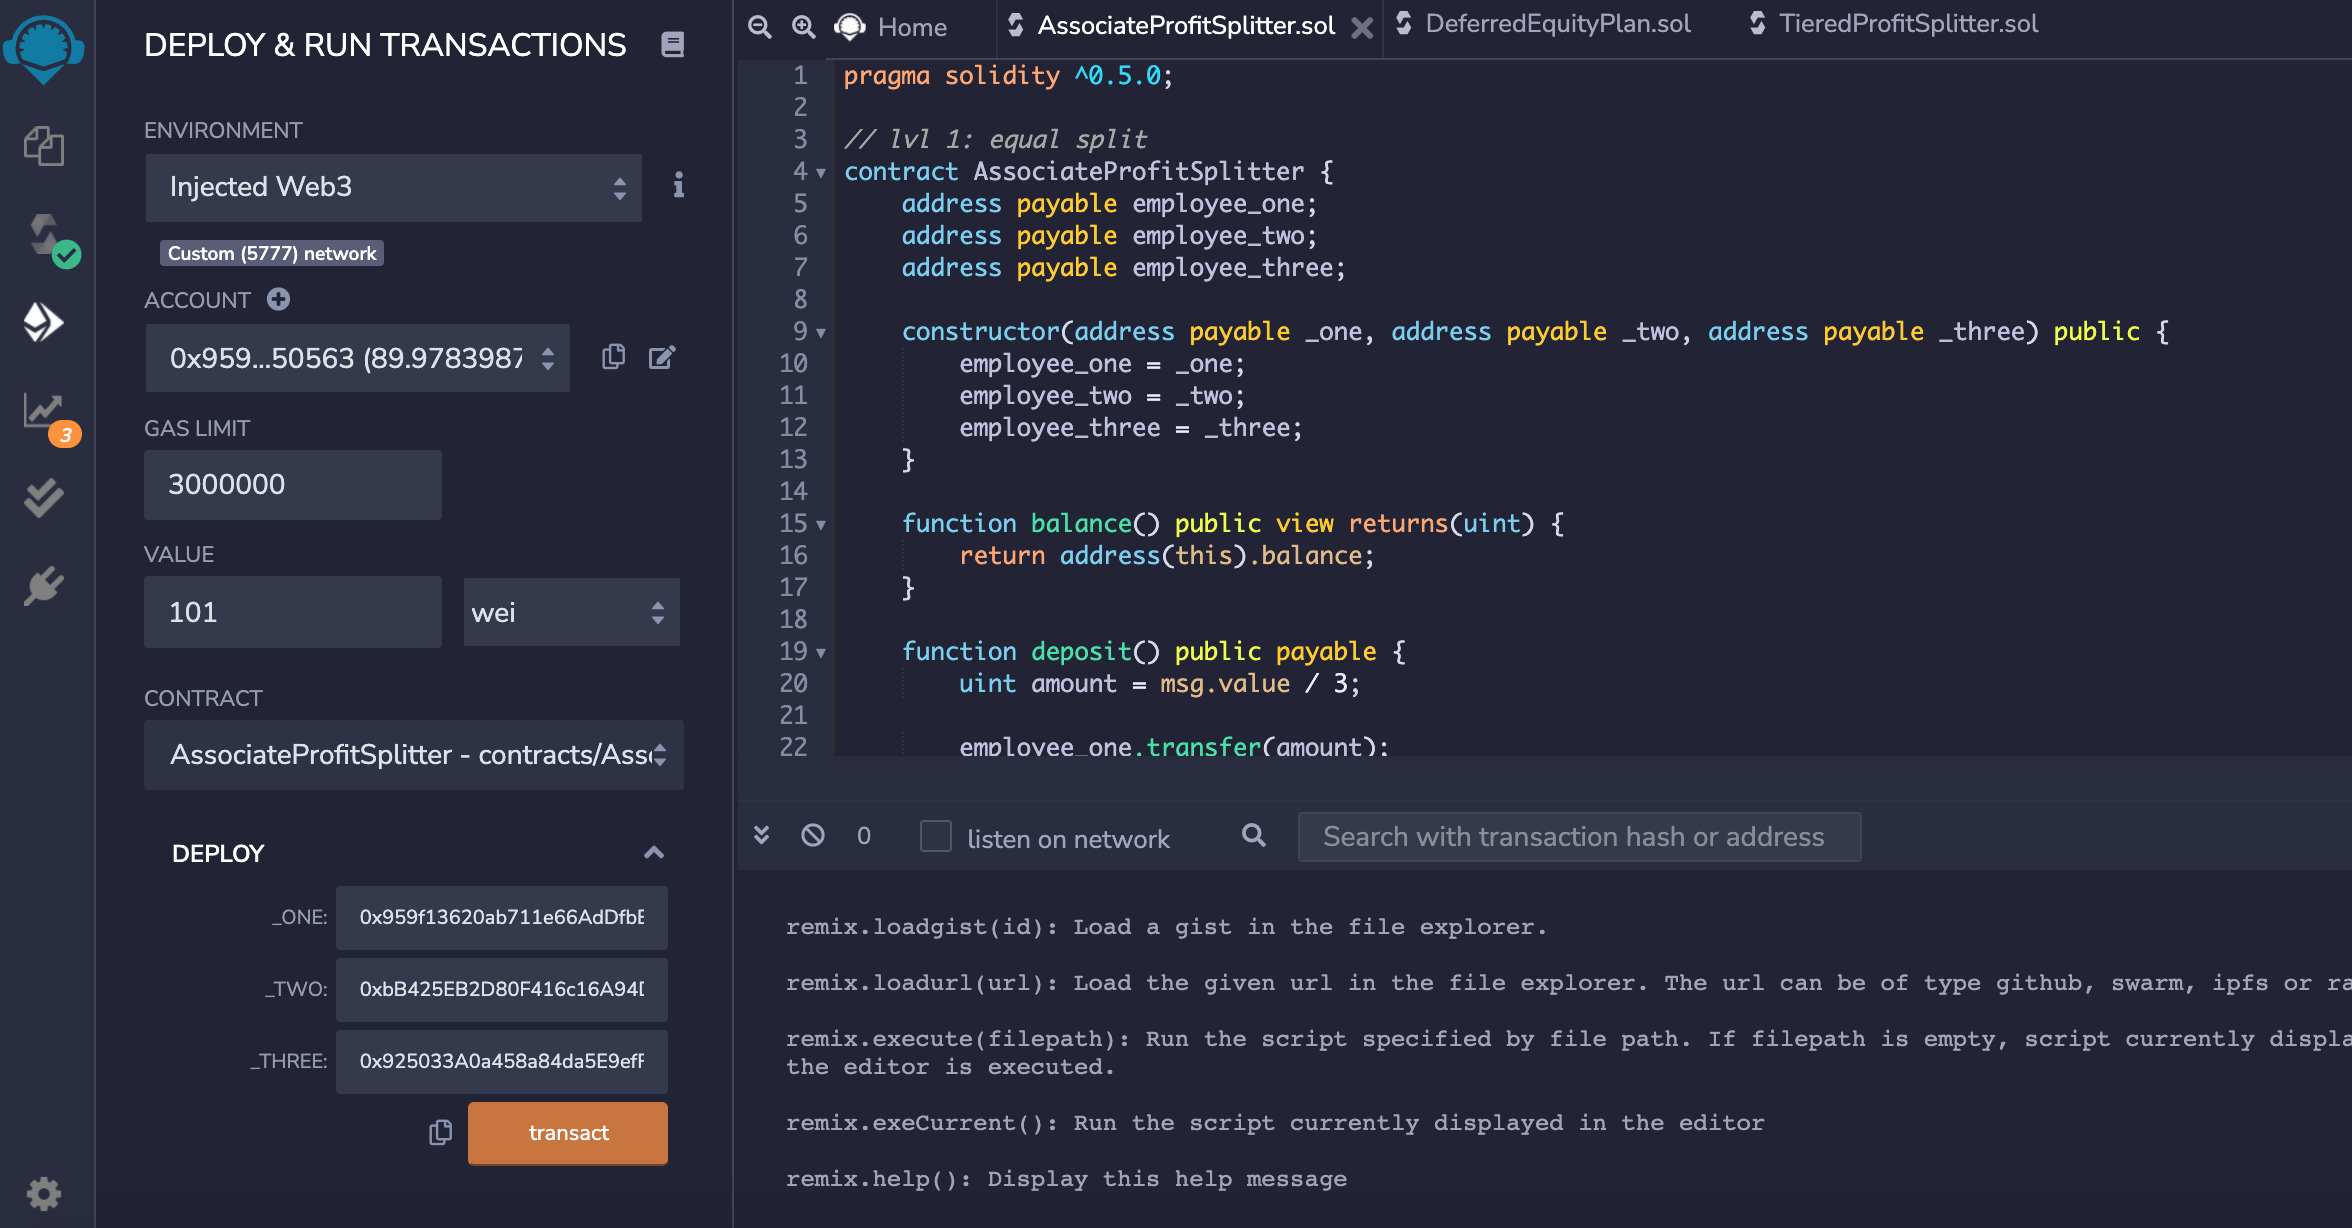 DEPLOY & RUN TRANSACTIONS
ENVIRONMENT
Injected Web3
Custom (5777) network
ACCOUNT
0x959...50563 (89.9783987
GAS LIMIT
3000000
VALUE
101
wei
CONTRACT
AssociateProfitSplitter - contracts/Ass
DEPLOY
_ONE: 0x959f13620ab711e66AdDfbE
_TWO: 0xbB425EB2D80F416c16A94D
_THREE: 0x925033A0a458a84da5E9efF
transact
3
Home
AssociateProfitSplitter.sol
DeferredEquityPlan.sol
TieredProfitSplitter.sol
1 pragma solidity ^0.5.0;
2
3 // lvl 1: equal split
4 contract AssociateProfitSplitter {
5 address payable employee_one;
6 address payable employee_two;
7 address payable employee_three;
8
9 constructor(address payable _one, address payable _two, address payable _three) public {
10 employee_one = _one;
11 employee_two = _two;
12 employee_three = _three;
13 }
14
15 function balance() public view returns(uint) {
16 return address(this).balance;
17 }
18
19 function deposit() public payable {
20 uint amount = msg.value / 3;
21
22 employee_one.transfer(amount);
0
listen on network
Search with transaction hash or address
remix.loadgist(id): Load a gist in the file explorer.
remix.loadurl(url): Load the given url in the file explorer. The url can be of type github, swarm, ipfs or ra
remix.execute(filepath): Run the script specified by file path. If filepath is empty, script currently displa
the editor is executed.
remix.exeCurrent(): Run the script currently displayed in the editor
remix.help(): Display this help message